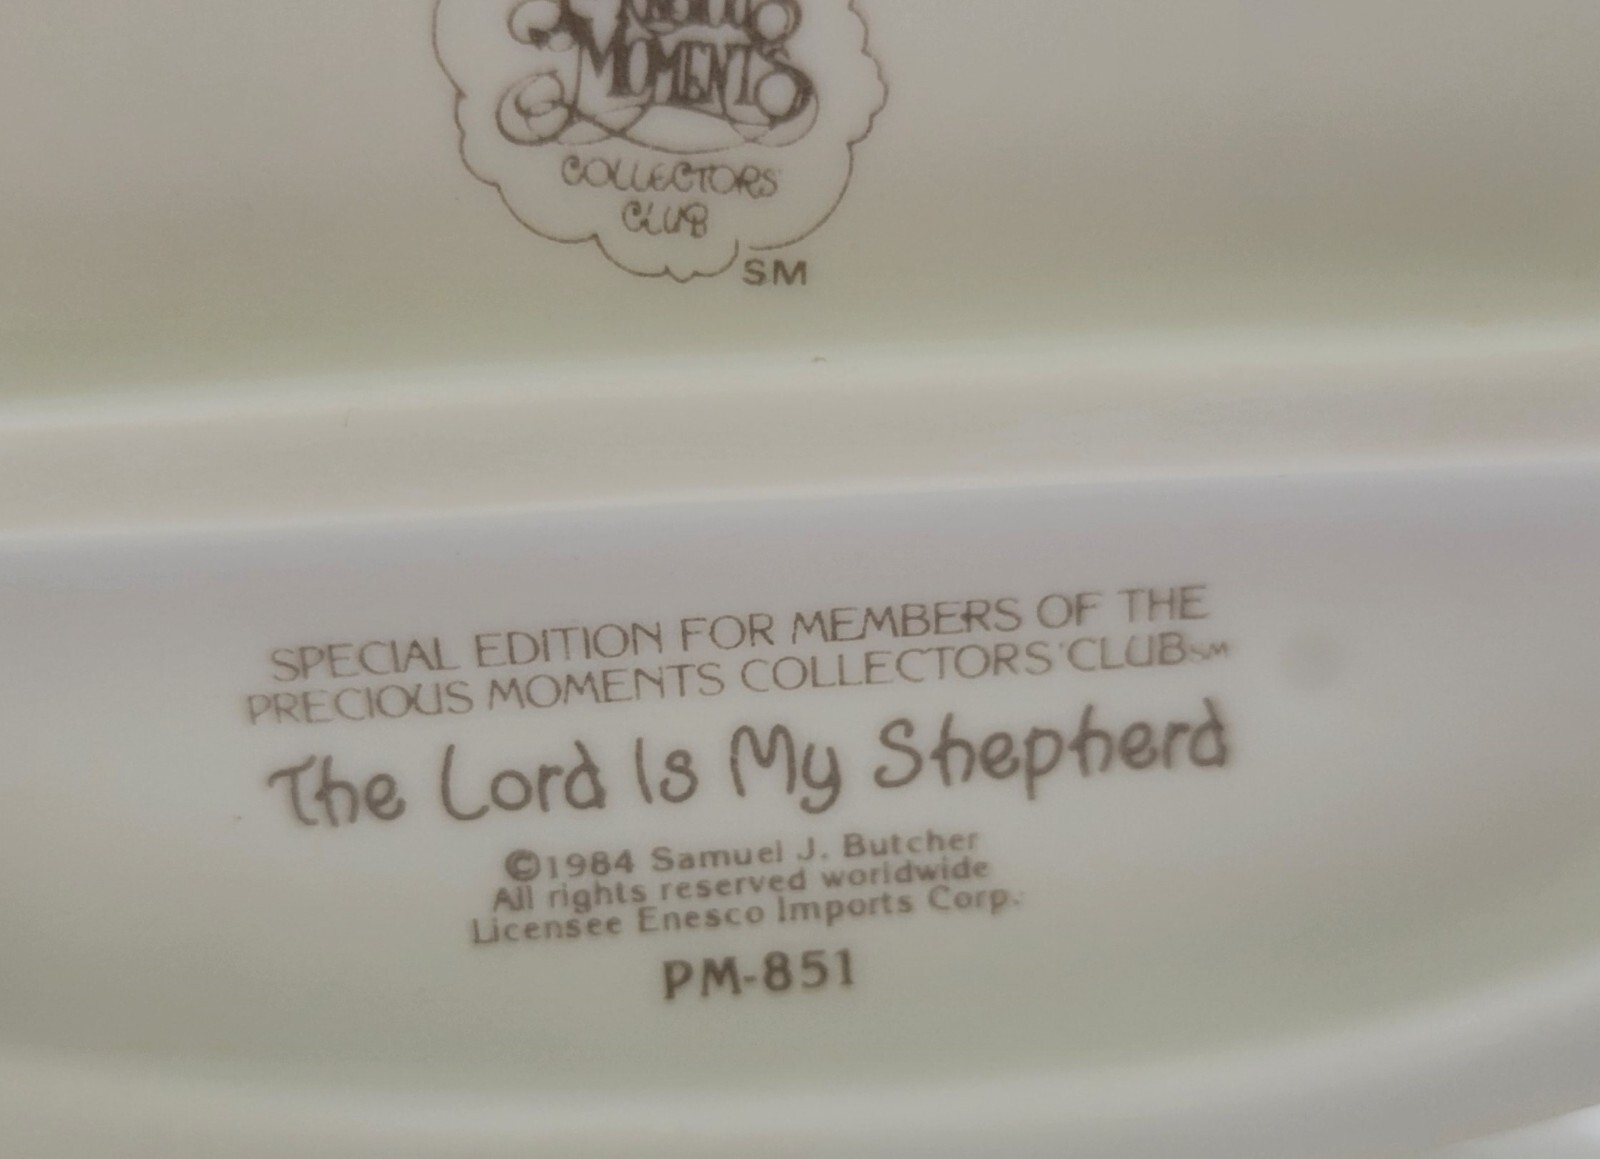 PRECIOUS
MOMENTS
COLLECTORS
CLUB
SM
SPECIAL EDITION FOR MEMBERS OF THE
PRECIOUS MOMENTS COLLECTORS' CLUB SM
The Lord Is My Shepherd
©1984 Samuel J. Butcher
All rights reserved worldwide
Licensee Enesco Imports Corp.
PM-851